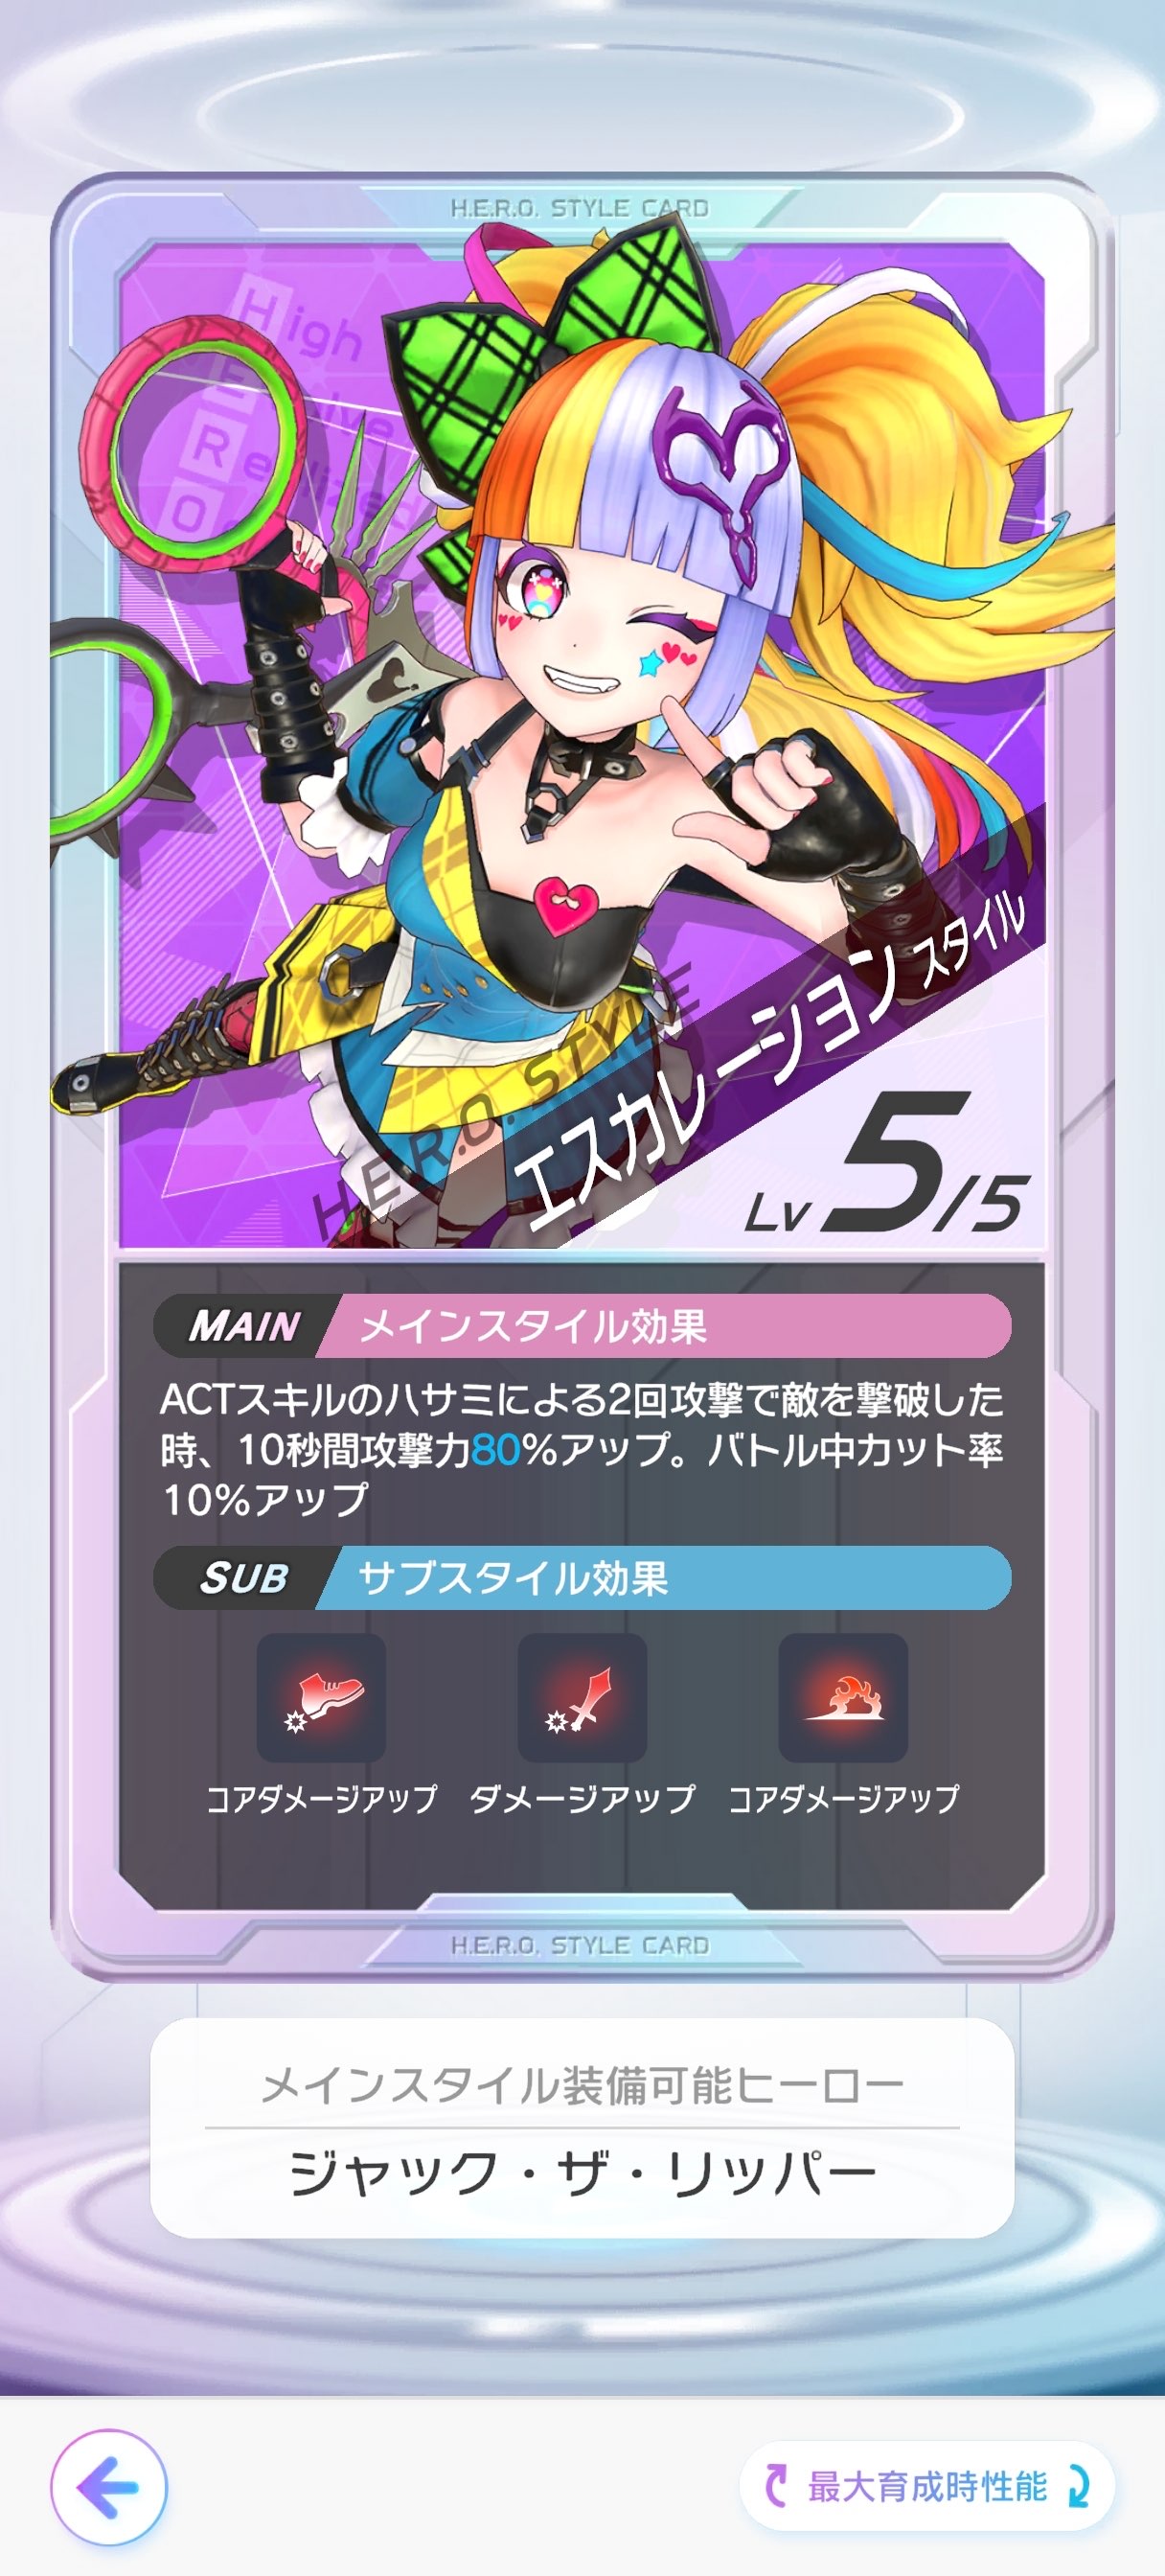 H.E.R.O. STYLE CARD
High
E
Realized
O
エスカレーションスタイル
H.E.R.O. STYLE
Lv 5/5
MAIN メインスタイル効果
ACTスキルのハサミによる2回攻撃で敵を撃破した
時、10秒間攻撃力80%アップ。バトル中カット率
10%アップ
SUB サブスタイル効果
コアダメージアップ ダメージアップ コアダメージアップ
H.E.R.O. STYLE CARD
メインスタイル装備可能ヒーロー
ジャック・ザ・リッパー
最大育成時性能